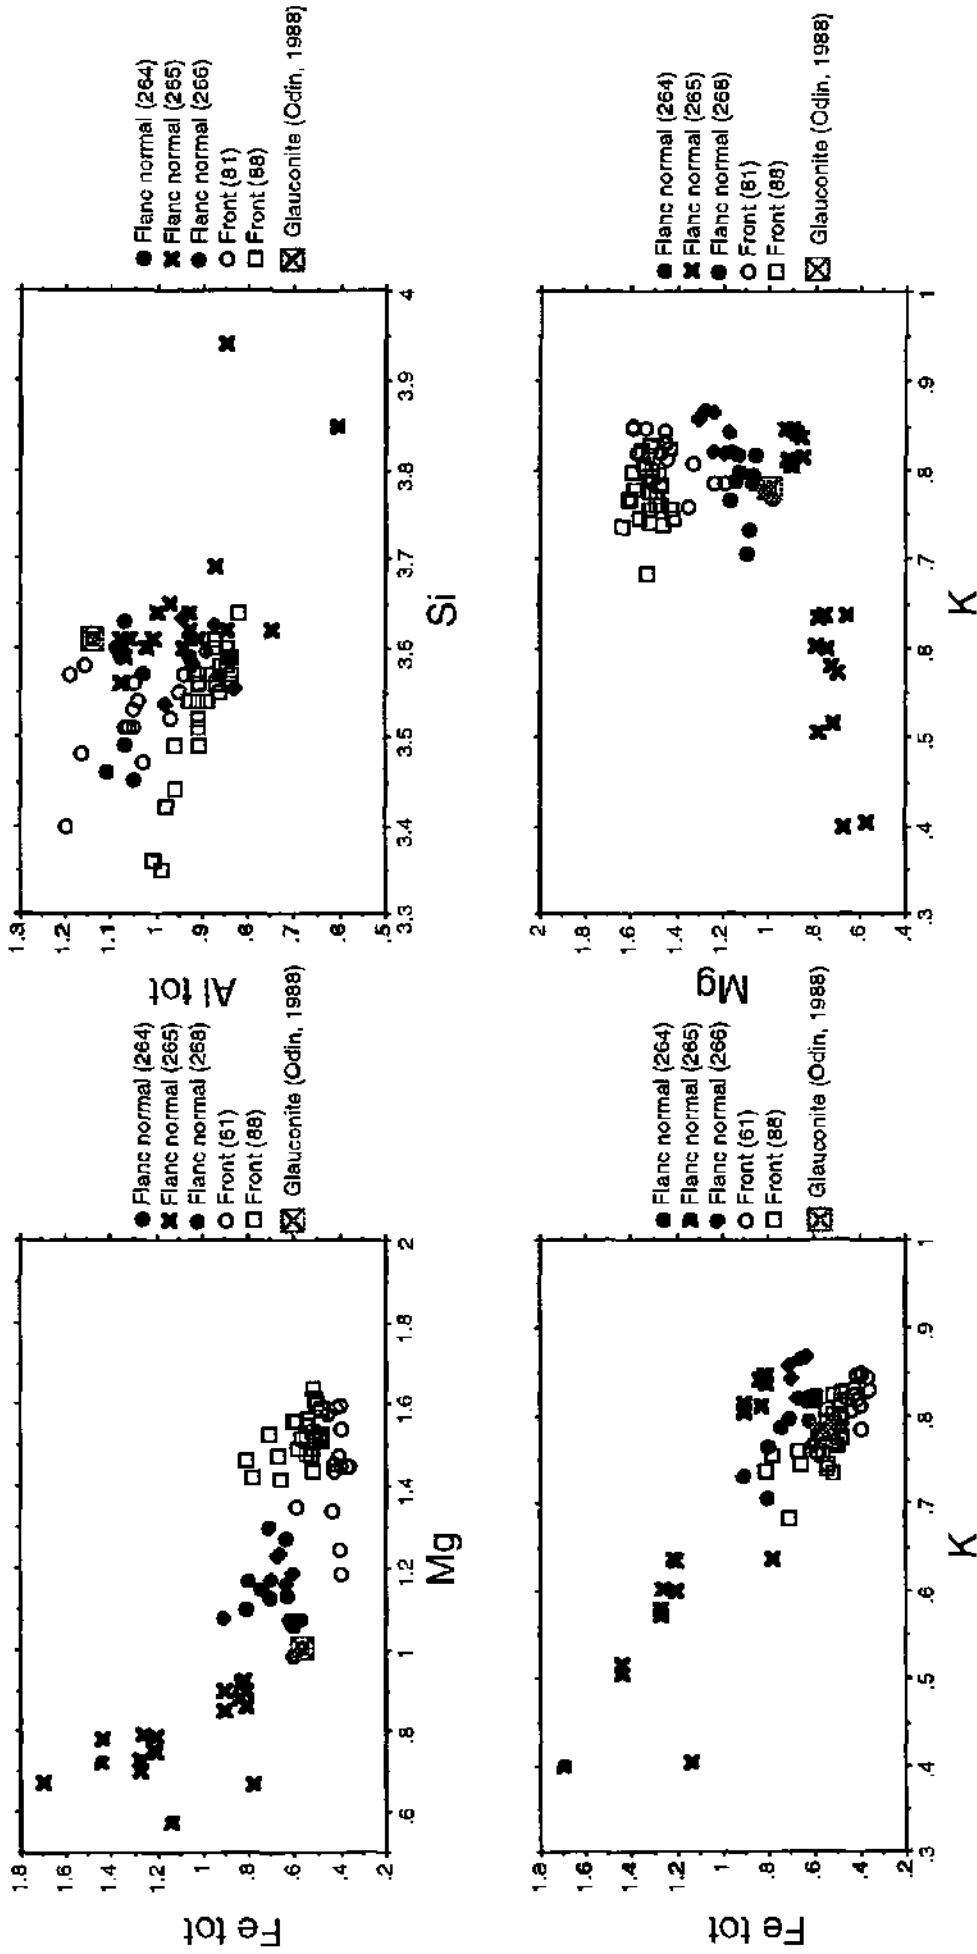 Fe tot
1.8
1.6
1.4
1.2
1
.8
.6
.4
.2
.6
.8
1
1.2
1.4
1.6
1.8
2
Mg
Flanc normal (264)
Flanc normal (265)
Flanc normal (268)
Front (61)
Front (88)
Glauconite (Odin, 1988)
Al tot
1.3
1.2
1.1
1
.9
.8
.7
.6
.5
3.3
3.4
3.5
3.6
3.7
3.8
3.9
4
Si
Flanc normal (264)
Flanc normal (265)
Flanc normal (266)
Front (81)
Front (88)
Glauconite (Odin, 1988)
Fe tot
1.8
1.6
1.4
1.2
1
.8
.6
.4
.2
.3
.4
.5
.6
.7
.8
.9
1
K
Flanc normal (264)
Flanc normal (265)
Flanc normal (266)
Front (61)
Front (88)
Glauconite (Odin, 1988)
Mg
2
1.8
1.6
1.4
1.2
1
.8
.6
.4
.3
.4
.5
.6
.7
.8
.9
1
K
Flanc normal (264)
Flanc normal (265)
Flanc normal (268)
Front (61)
Front (88)
Glauconite (Odin, 1988)